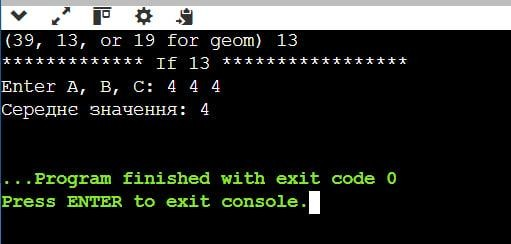 (39, 13, or 19 for geom) 13
************* If 13 *****************
Enter A, B, C: 4 4 4
Середнє значення: 4
...Program finished with exit code 0
Press ENTER to exit console.